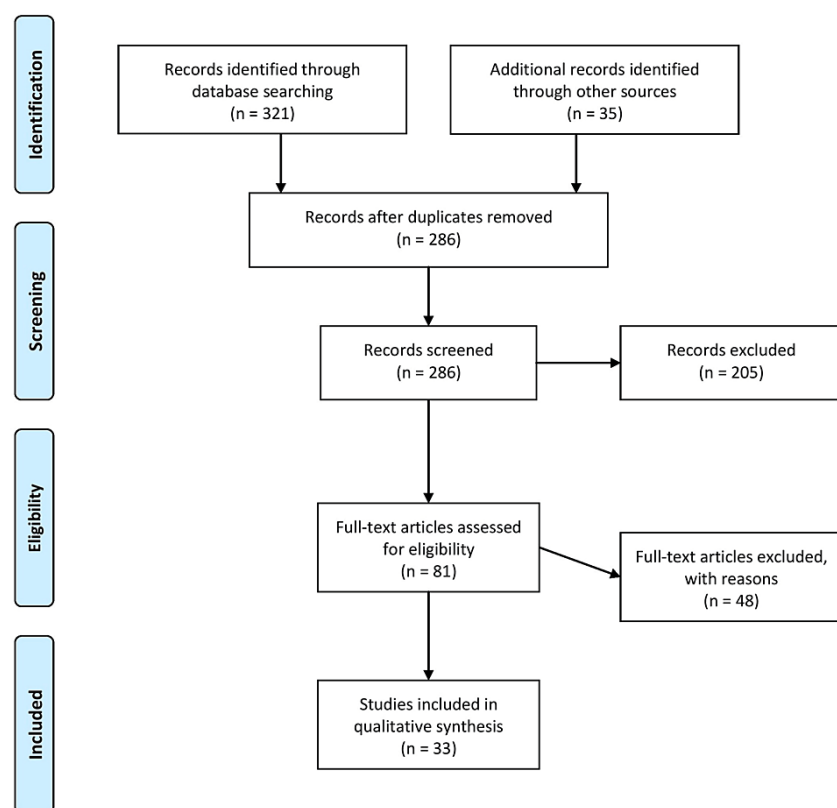 Identification
Records identified through
database searching
(n = 321)
Additional records identified
through other sources
(n = 35)
Records after duplicates removed
(n = 286)
Screening
Records screened
(n = 286)
Records excluded
(n = 205)
Eligibility
Full-text articles assessed
for eligibility
(n = 81)
Full-text articles excluded,
with reasons
(n = 48)
Included
Studies included in
qualitative synthesis
(n = 33)